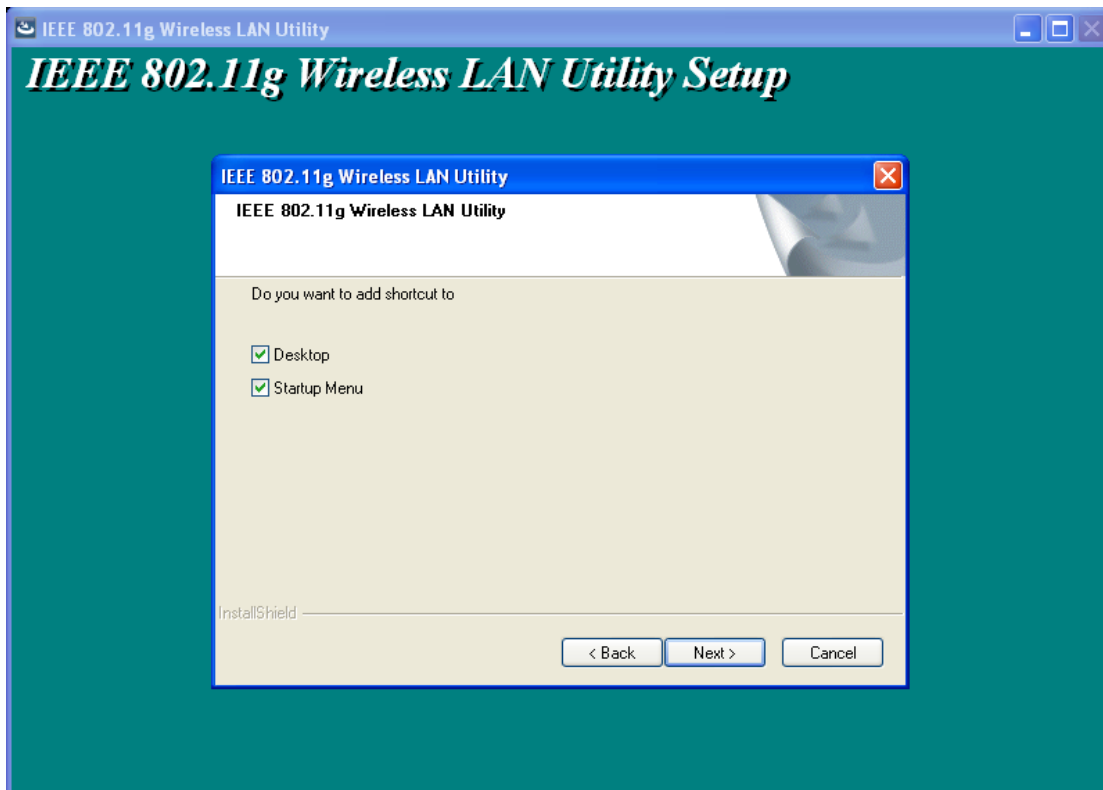 IEEE 802.11g Wireless LAN Utility
IEEE 802.11g Wireless LAN Utility Setup
IEEE 802.11g Wireless LAN Utility
IEEE 802.11g Wireless LAN Utility
Do you want to add shortcut to
Desktop
Startup Menu
InstallShield
< Back Next > Cancel